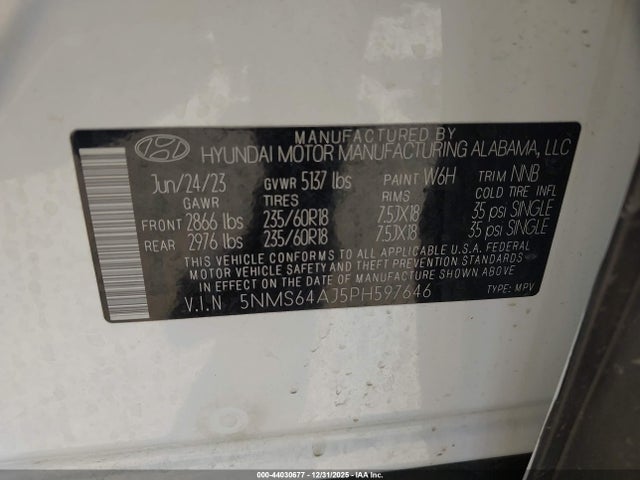 MANUFACTURED BY
HYUNDAI MOTOR MANUFACTURING ALABAMA, LLC
Jun/24/23 GVWR 5137 lbs PAINT W6H TRIM NNB
GAWR TIRES RIMS COLD TIRE INFL
FRONT 2866 lbs 235/60R18 7.5JX18 35 psi SINGLE
REAR 2976 lbs 235/60R18 7.5JX18 35 psi SINGLE
THIS VEHICLE CONFORMS TO ALL APPLICABLE U.S.A. FEDERAL
MOTOR VEHICLE SAFETY AND THEFT PREVENTION STANDARDS IN
EFFECT ON THE DATE OF MANUFACTURE SHOWN ABOVE.
V.I.N 5NMS64AJ5PH597646 TYPE: MPV
000-44030677 - 12/31/2025 - IAA Inc.